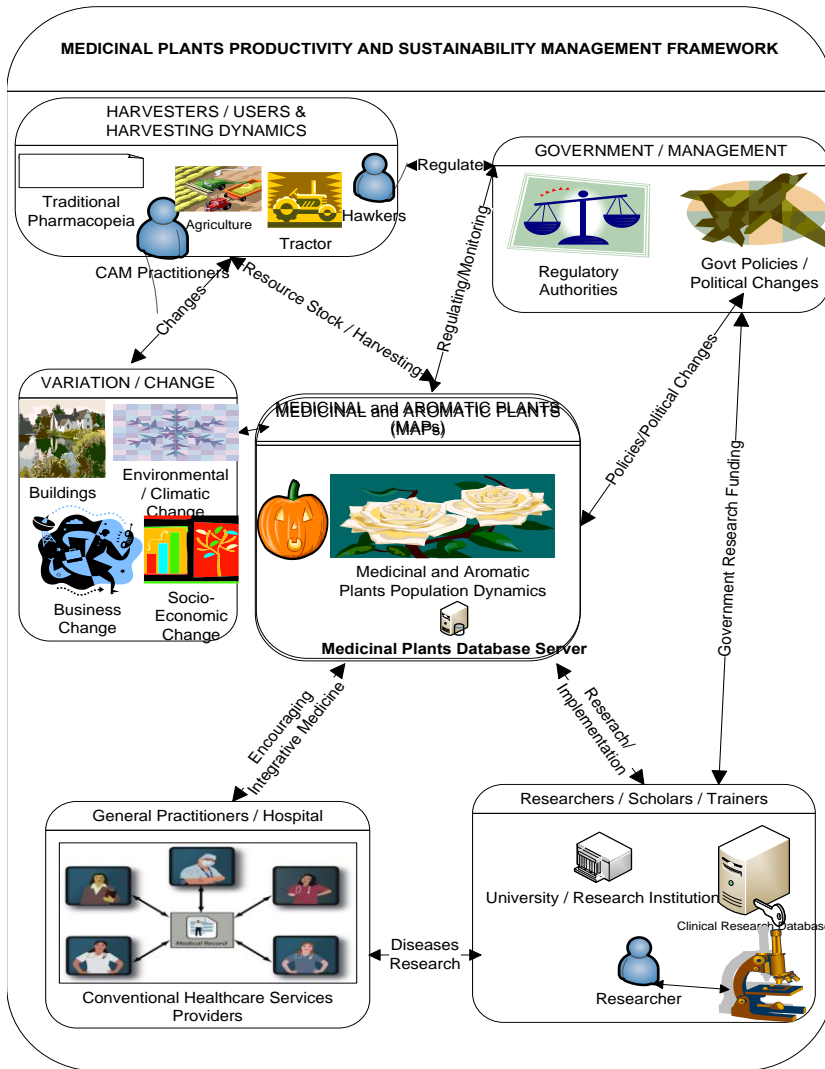 MEDICINAL PLANTS PRODUCTIVITY AND SUSTAINABILITY MANAGEMENT FRAMEWORK
HARVESTERS / USERS &
HARVESTING DYNAMICS
Traditional
Pharmacopeia
Agriculture
Tractor
Hawkers
CAM Practitioners
Regulate
GOVERNMENT / MANAGEMENT
Regulatory
Authorities
Govt Policies /
Political Changes
Changes
Resource Stock / Harvesting
Regulating/Monitoring
Policies/Political Changes
Government Research Funding
VARIATION / CHANGE
Buildings
Environmental
/ Climatic
Change
Business
Change
Socio-
Economic
Change
MEDICINAL and AROMATIC PLANTS
(MAPs)
Medicinal and Aromatic
Plants Population Dynamics
Medicinal Plants Database Server
Encouraging
Integrative Medicine
Reserach/
Implementation
General Practitioners / Hospital
Medical Record
Conventional Healthcare Services
Providers
Diseases
Research
Researchers / Scholars / Trainers
University / Research Institution
Clinical Research Database
Researcher